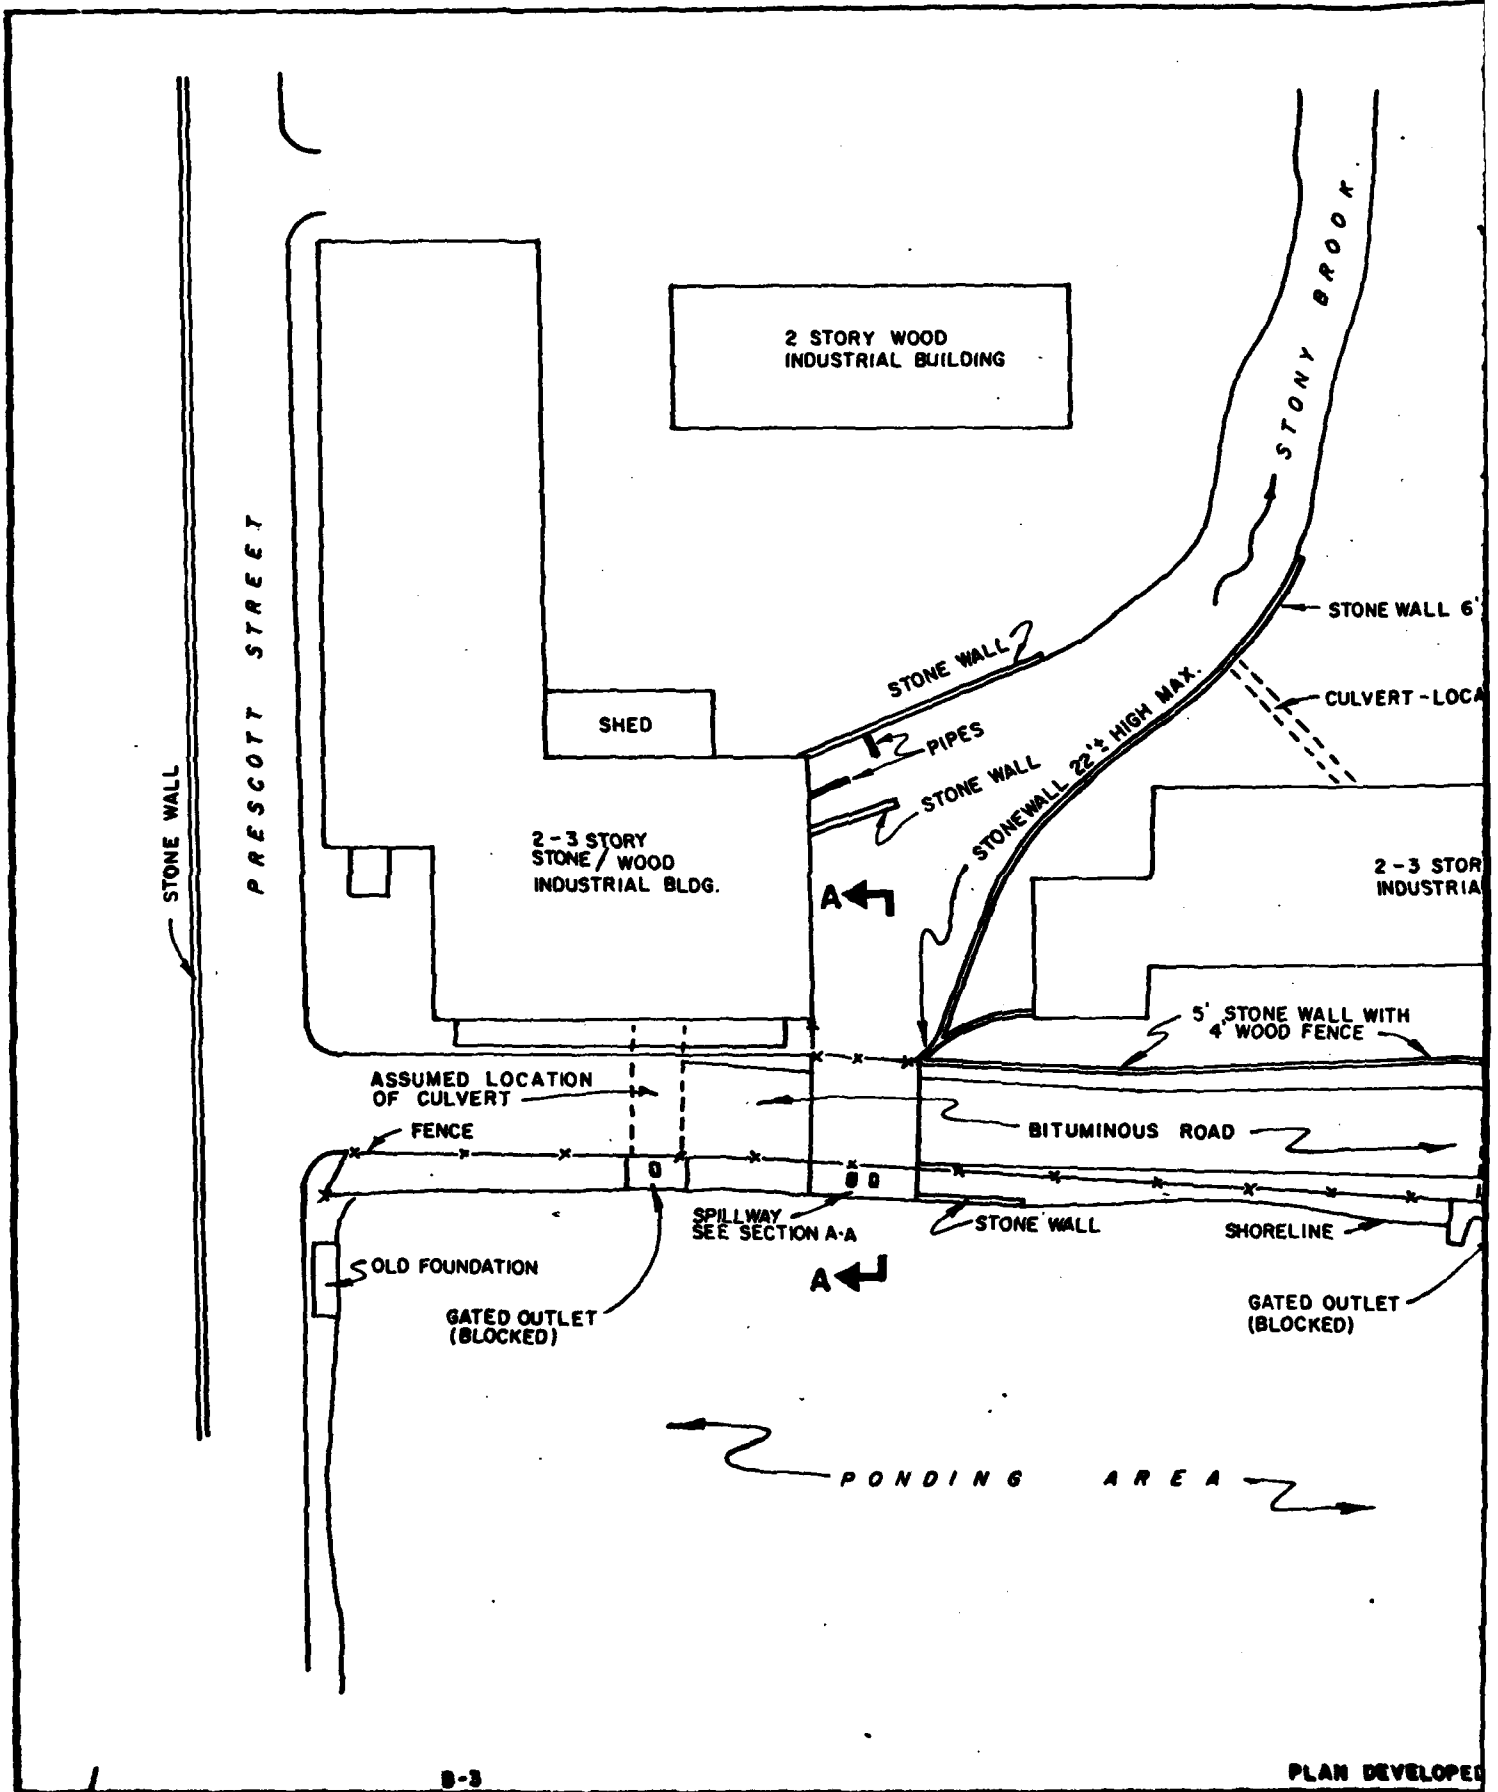 2 STORY WOOD
INDUSTRIAL BUILDING
STONY BROOK
PRESCOTT STREET
STONE WALL 6'
STONE WALL
CULVERT - LOCA
SHED
PIPES
STONE WALL
STONEWALL 22'± HIGH MAX.
STONE WALL
2-3 STORY
STONE / WOOD
INDUSTRIAL BLDG.
A
2-3 STOR
INDUSTRIA
5' STONE WALL WITH
4' WOOD FENCE
ASSUMED LOCATION
OF CULVERT
FENCE
BITUMINOUS ROAD
SPILLWAY
SEE SECTION A-A
STONE WALL
SHORELINE
OLD FOUNDATION
A
GATED OUTLET
(BLOCKED)
GATED OUTLET
(BLOCKED)
PONDING AREA
B-3
PLAN DEVELOPED